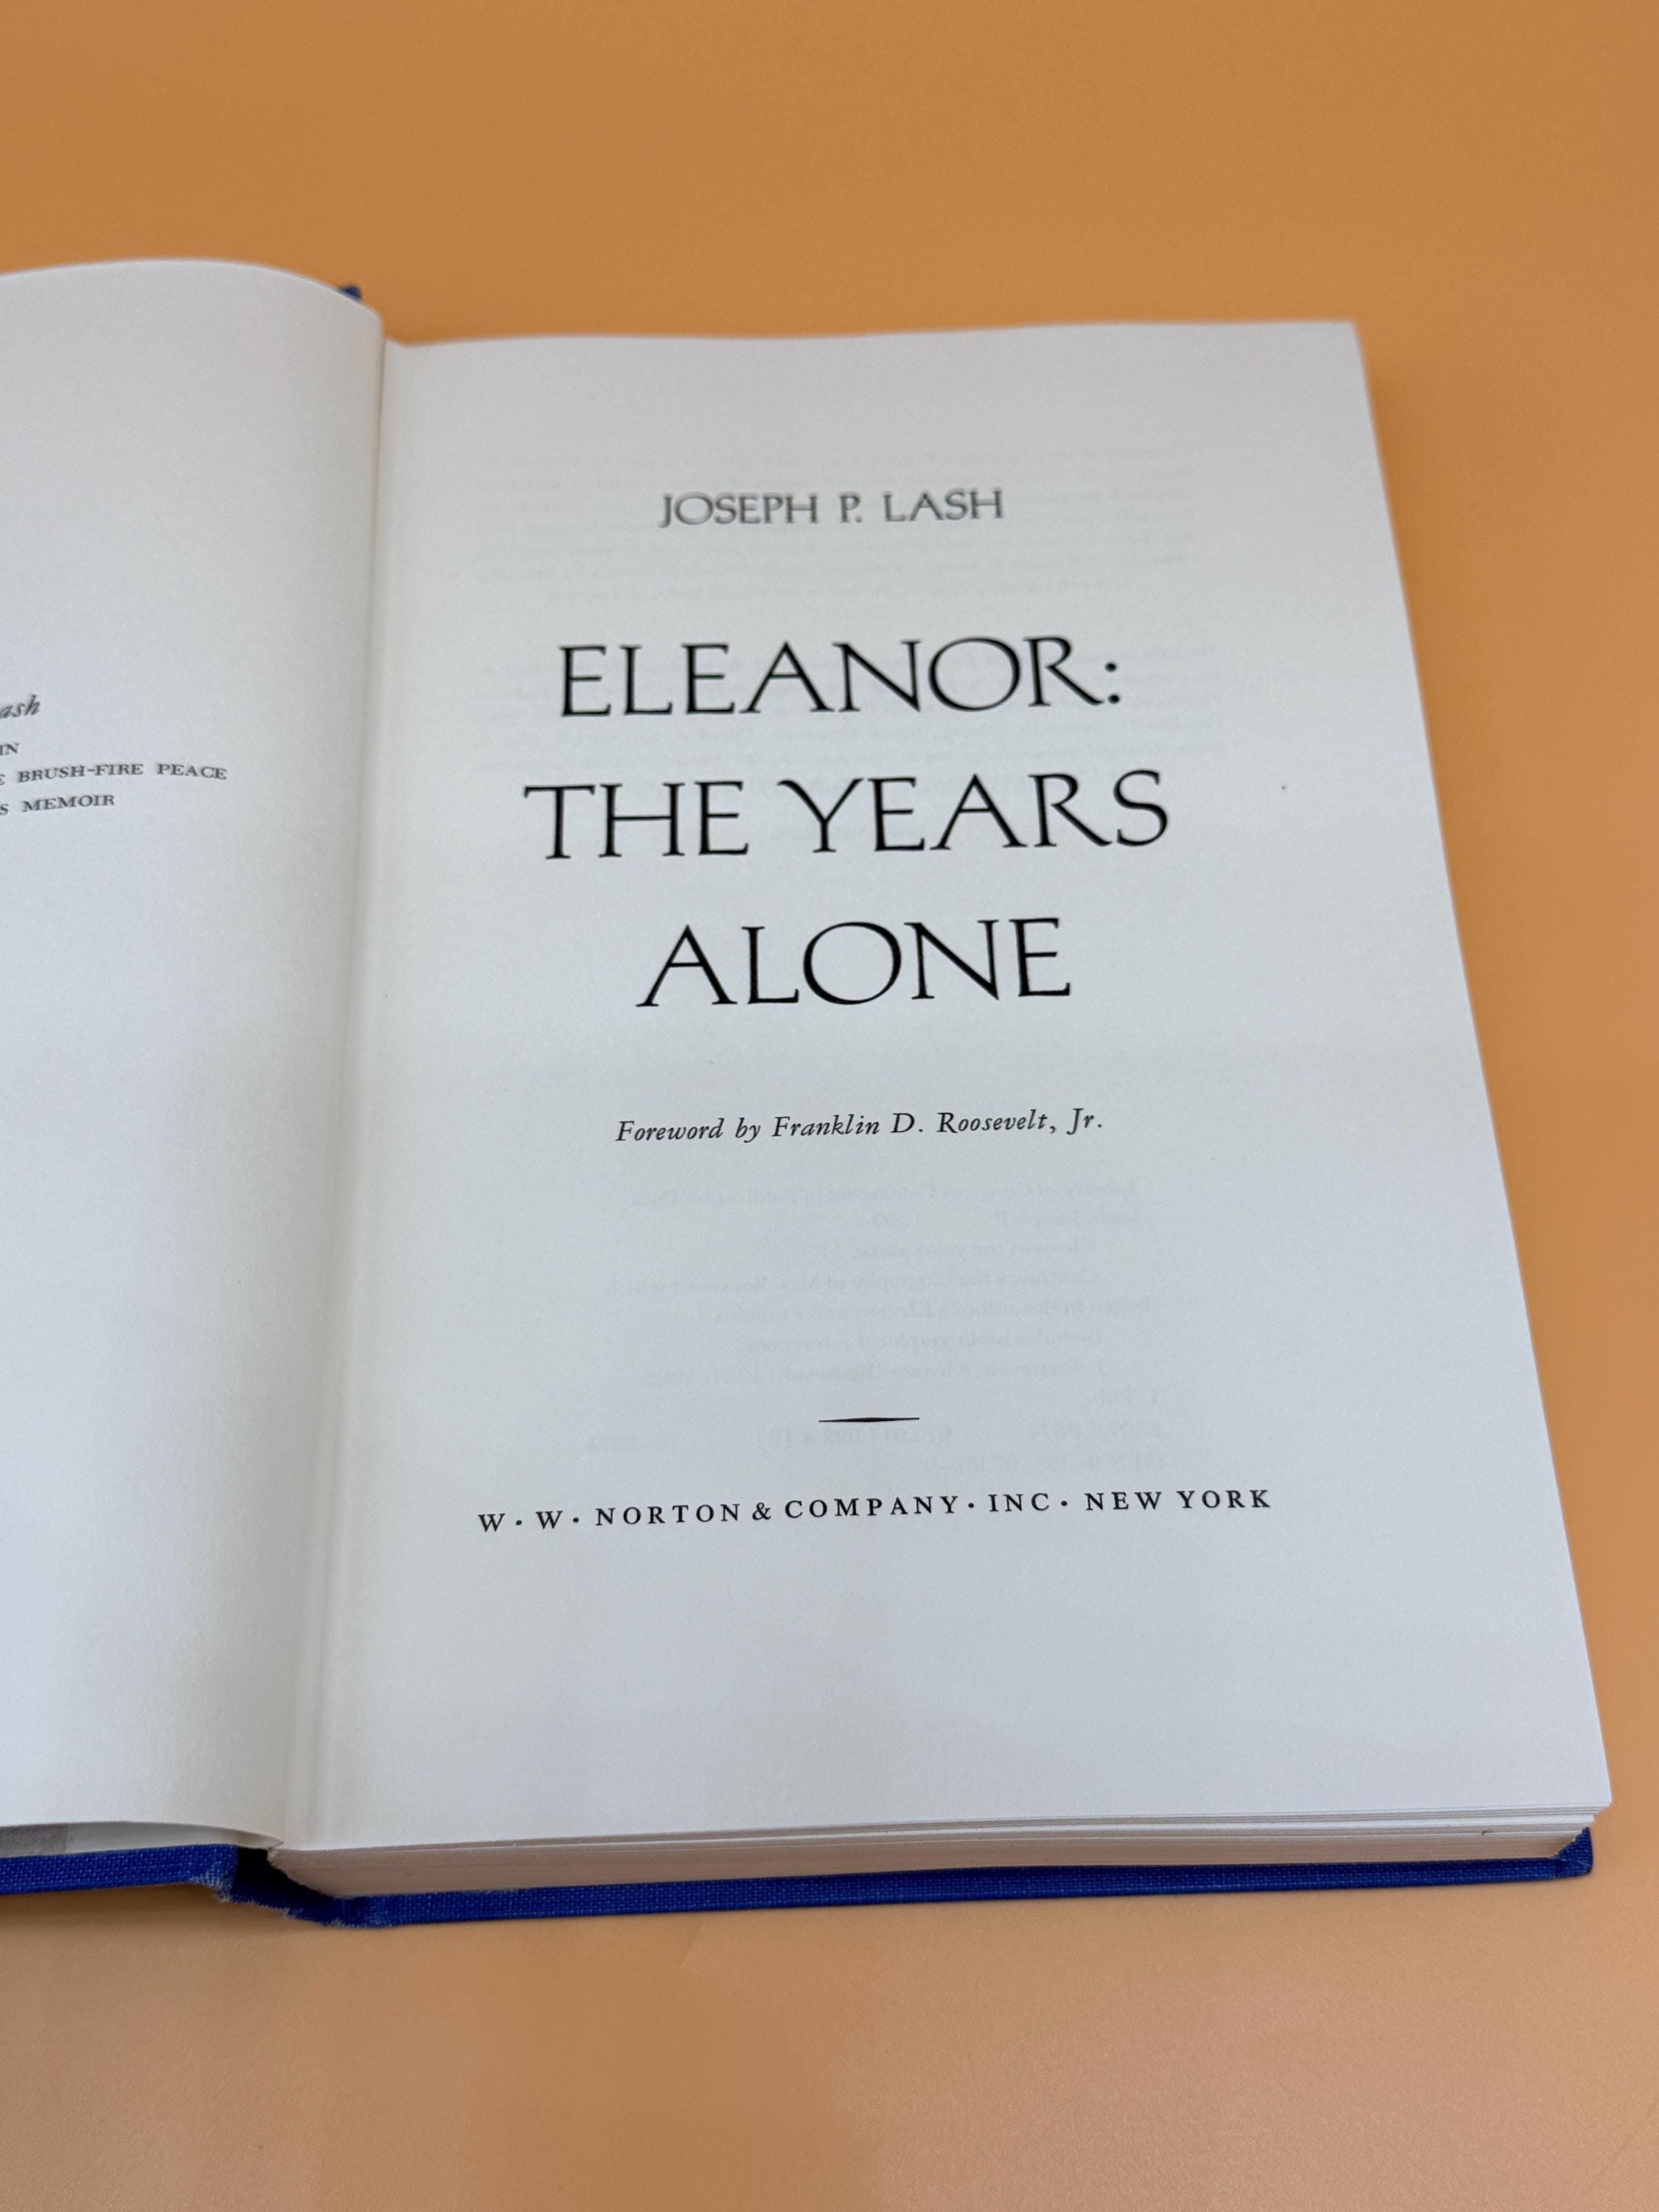 ash
IN
BRUSH-FIRE PEACE
S MEMOIR
JOSEPH P. LASH
ELEANOR:
THE YEARS
ALONE
Foreword by Franklin D. Roosevelt, Jr.
W · W · NORTON & COMPANY · INC · NEW YORK